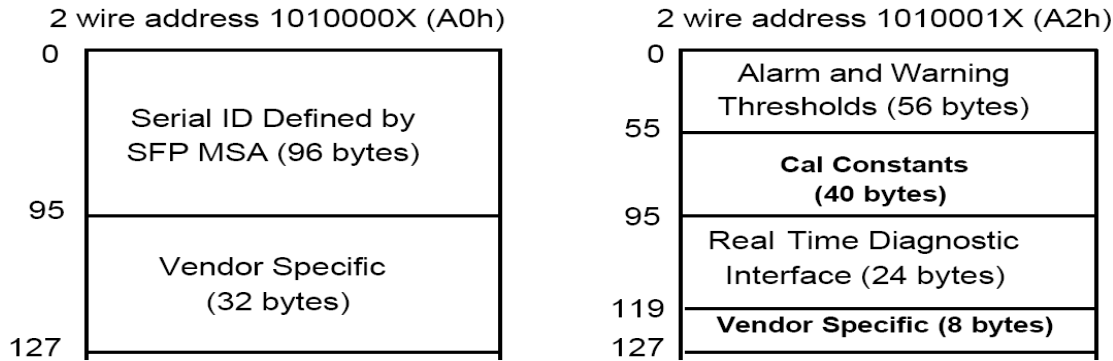 2 wire address 1010000X (A0h)
0
Serial ID Defined by
SFP MSA (96 bytes)
95
Vendor Specific
(32 bytes)
127
2 wire address 1010001X (A2h)
0
Alarm and Warning
Thresholds (56 bytes)
55
Cal Constants
(40 bytes)
95
Real Time Diagnostic
Interface (24 bytes)
119
Vendor Specific (8 bytes)
127